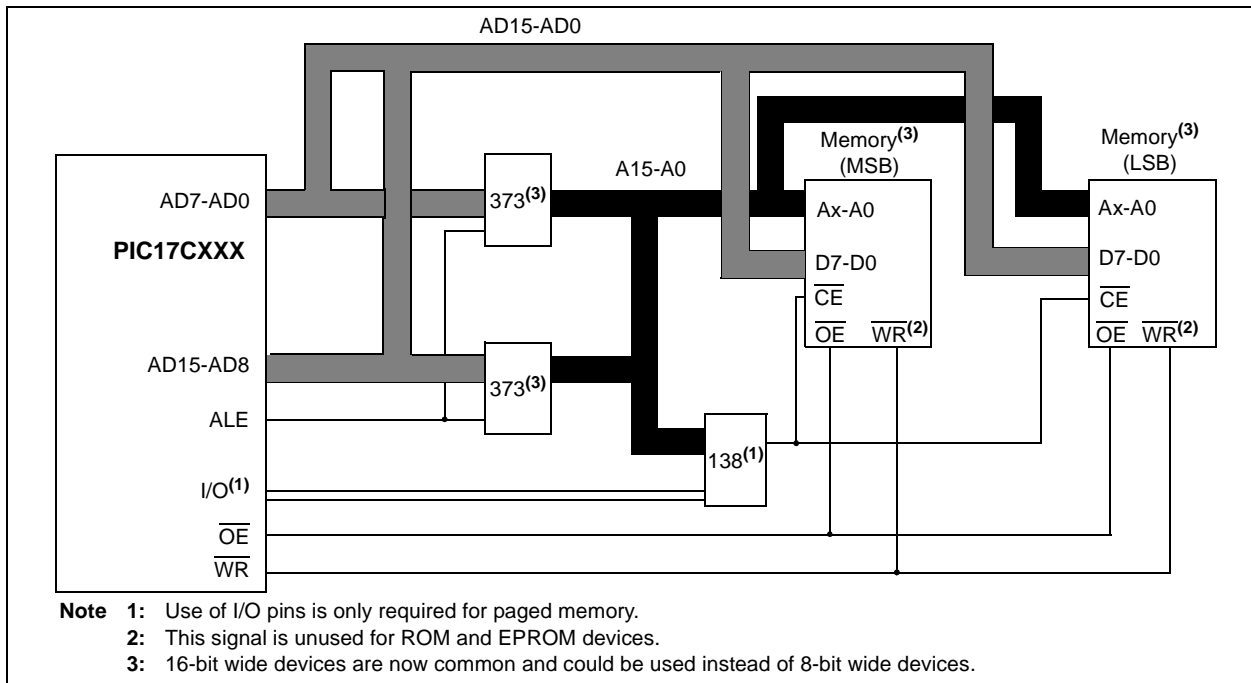 AD15-AD0
Memory(3)
(MSB)
Memory(3)
(LSB)
A15-A0
AD7-AD0
373(3)
Ax-A0
Ax-A0
PIC17CXXX
D7-D0
D7-D0
CE
CE
OE WR(2)
OE WR(2)
AD15-AD8
373(3)
ALE
138(1)
I/O(1)
OE
WR
Note 1: Use of I/O pins is only required for paged memory.
2: This signal is unused for ROM and EPROM devices.
3: 16-bit wide devices are now common and could be used instead of 8-bit wide devices.